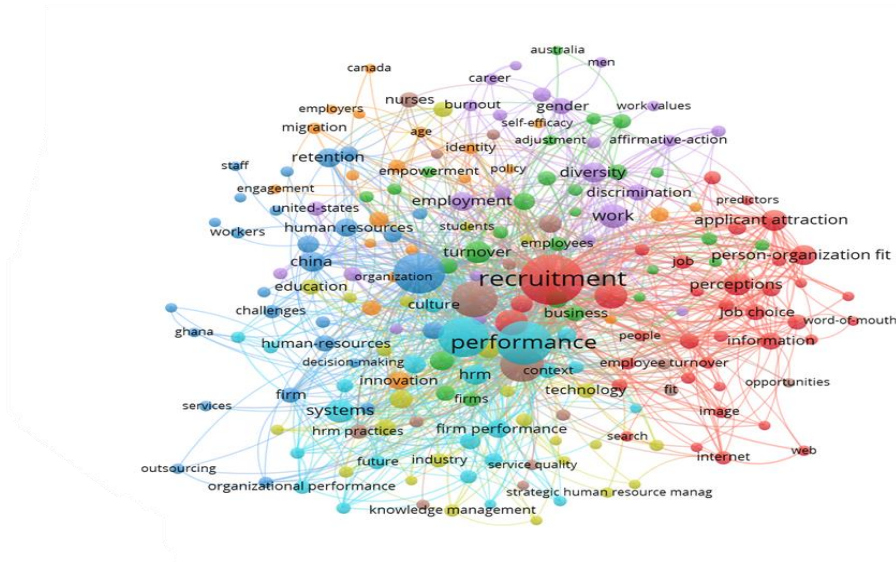 australia
men
canada
career
nurses
burnout
gender
work values
employers
self-efficacy
migration
age
adjustment
affirmative-action
identity
retention
staff
empowerment
policy
diversity
engagement
discrimination
predictors
employment
united-states
work
applicant attraction
workers
human resources
students
turnover
employees
person-organization fit
china
job
organization
recruitment
education
perceptions
culture
challenges
business
job choice
word-of-mouth
ghana
human-resources
performance
people
information
decision-making
employee turnover
context
hrm
innovation
technology
fit
opportunities
firm
firms
services
systems
image
hrm practices
firm performance
search
web
future
industry
service quality
internet
outsourcing
organizational performance
strategic human resource manag
knowledge management